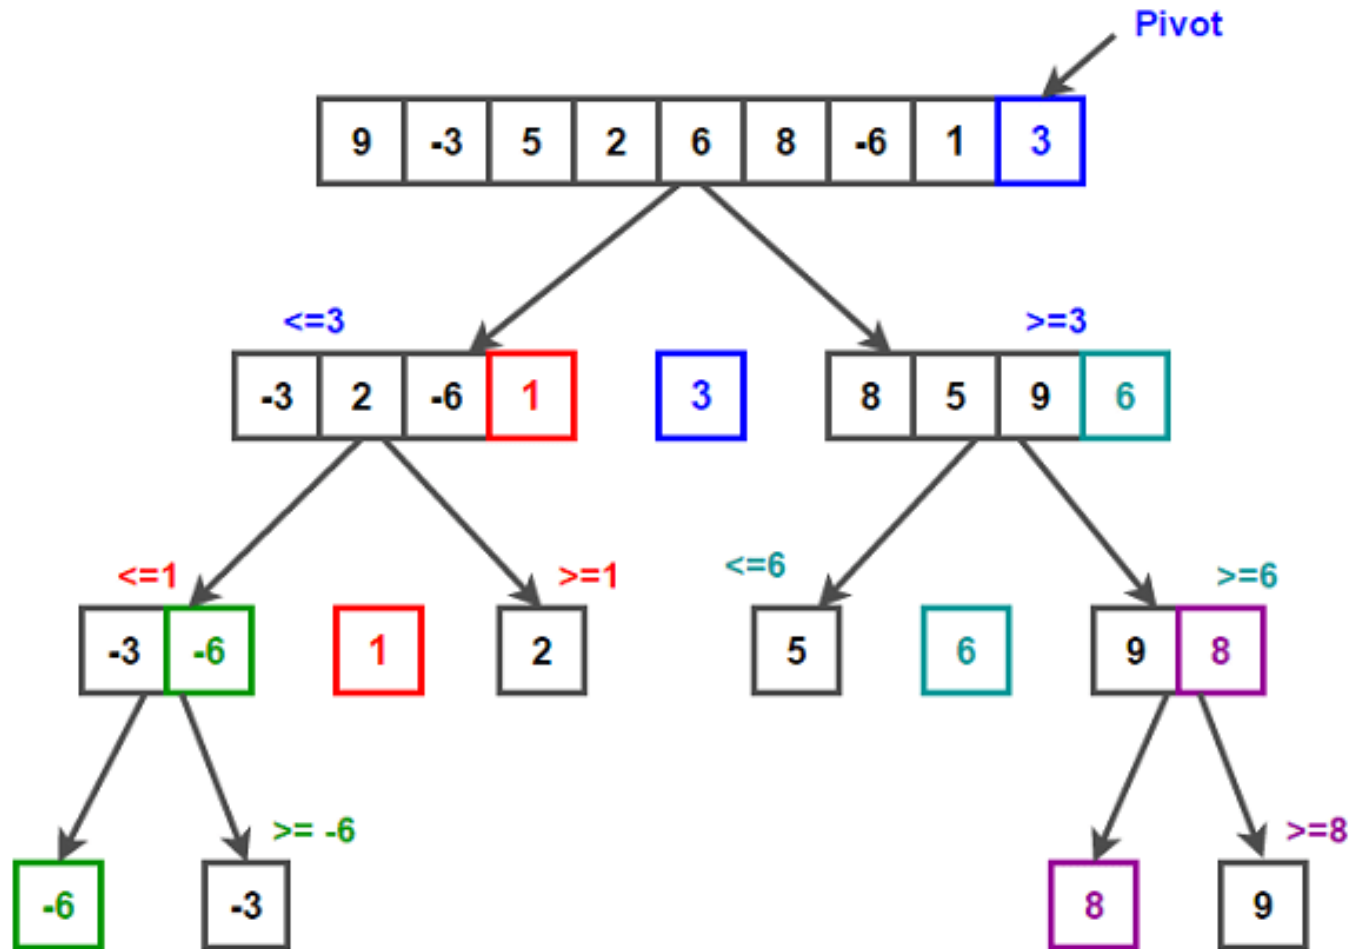 Pivot
9 -3 5 2 6 8 -6 1 3
<=3 >=3
-3 2 -6 1 3 8 5 9 6
<=1 >=1 <=6 >=6
-3 -6 1 2 5 6 9 8
>= -6 >=8
-6 -3 8 9